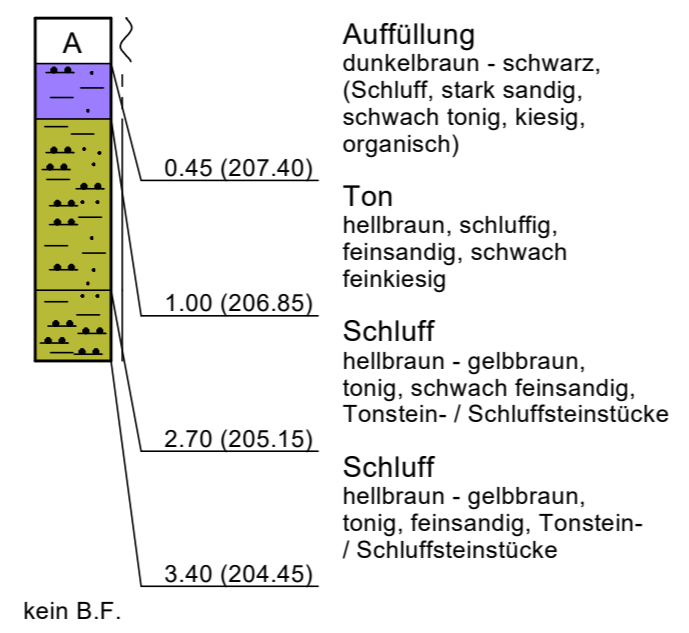 A
Auffüllung
dunkelbraun - schwarz,
(Schluff, stark sandig,
schwach tonig, kiesig,
organisch)
0.45 (207.40)
Ton
hellbraun, schluffig,
feinsandig, schwach
feinkiesig
1.00 (206.85)
Schluff
hellbraun - gelbbraun,
tonig, schwach feinsandig,
Tonstein- / Schluffsteinstücke
2.70 (205.15)
Schluff
hellbraun - gelbbraun,
tonig, feinsandig, Tonstein-
/ Schluffsteinstücke
3.40 (204.45)
kein B.F.